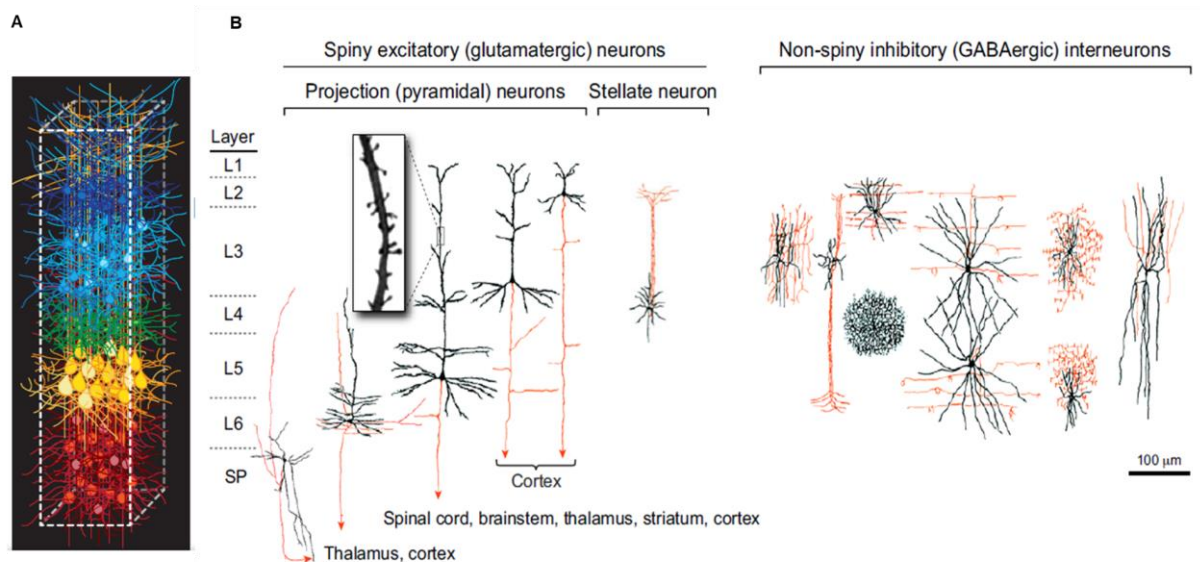 A
B
Spiny excitatory (glutamatergic) neurons
Non-spiny inhibitory (GABAergic) interneurons
Projection (pyramidal) neurons
Stellate neuron
Layer
L1
L2
L3
L4
L5
L6
SP
Cortex
100 μm
Spinal cord, brainstem, thalamus, striatum, cortex
Thalamus, cortex